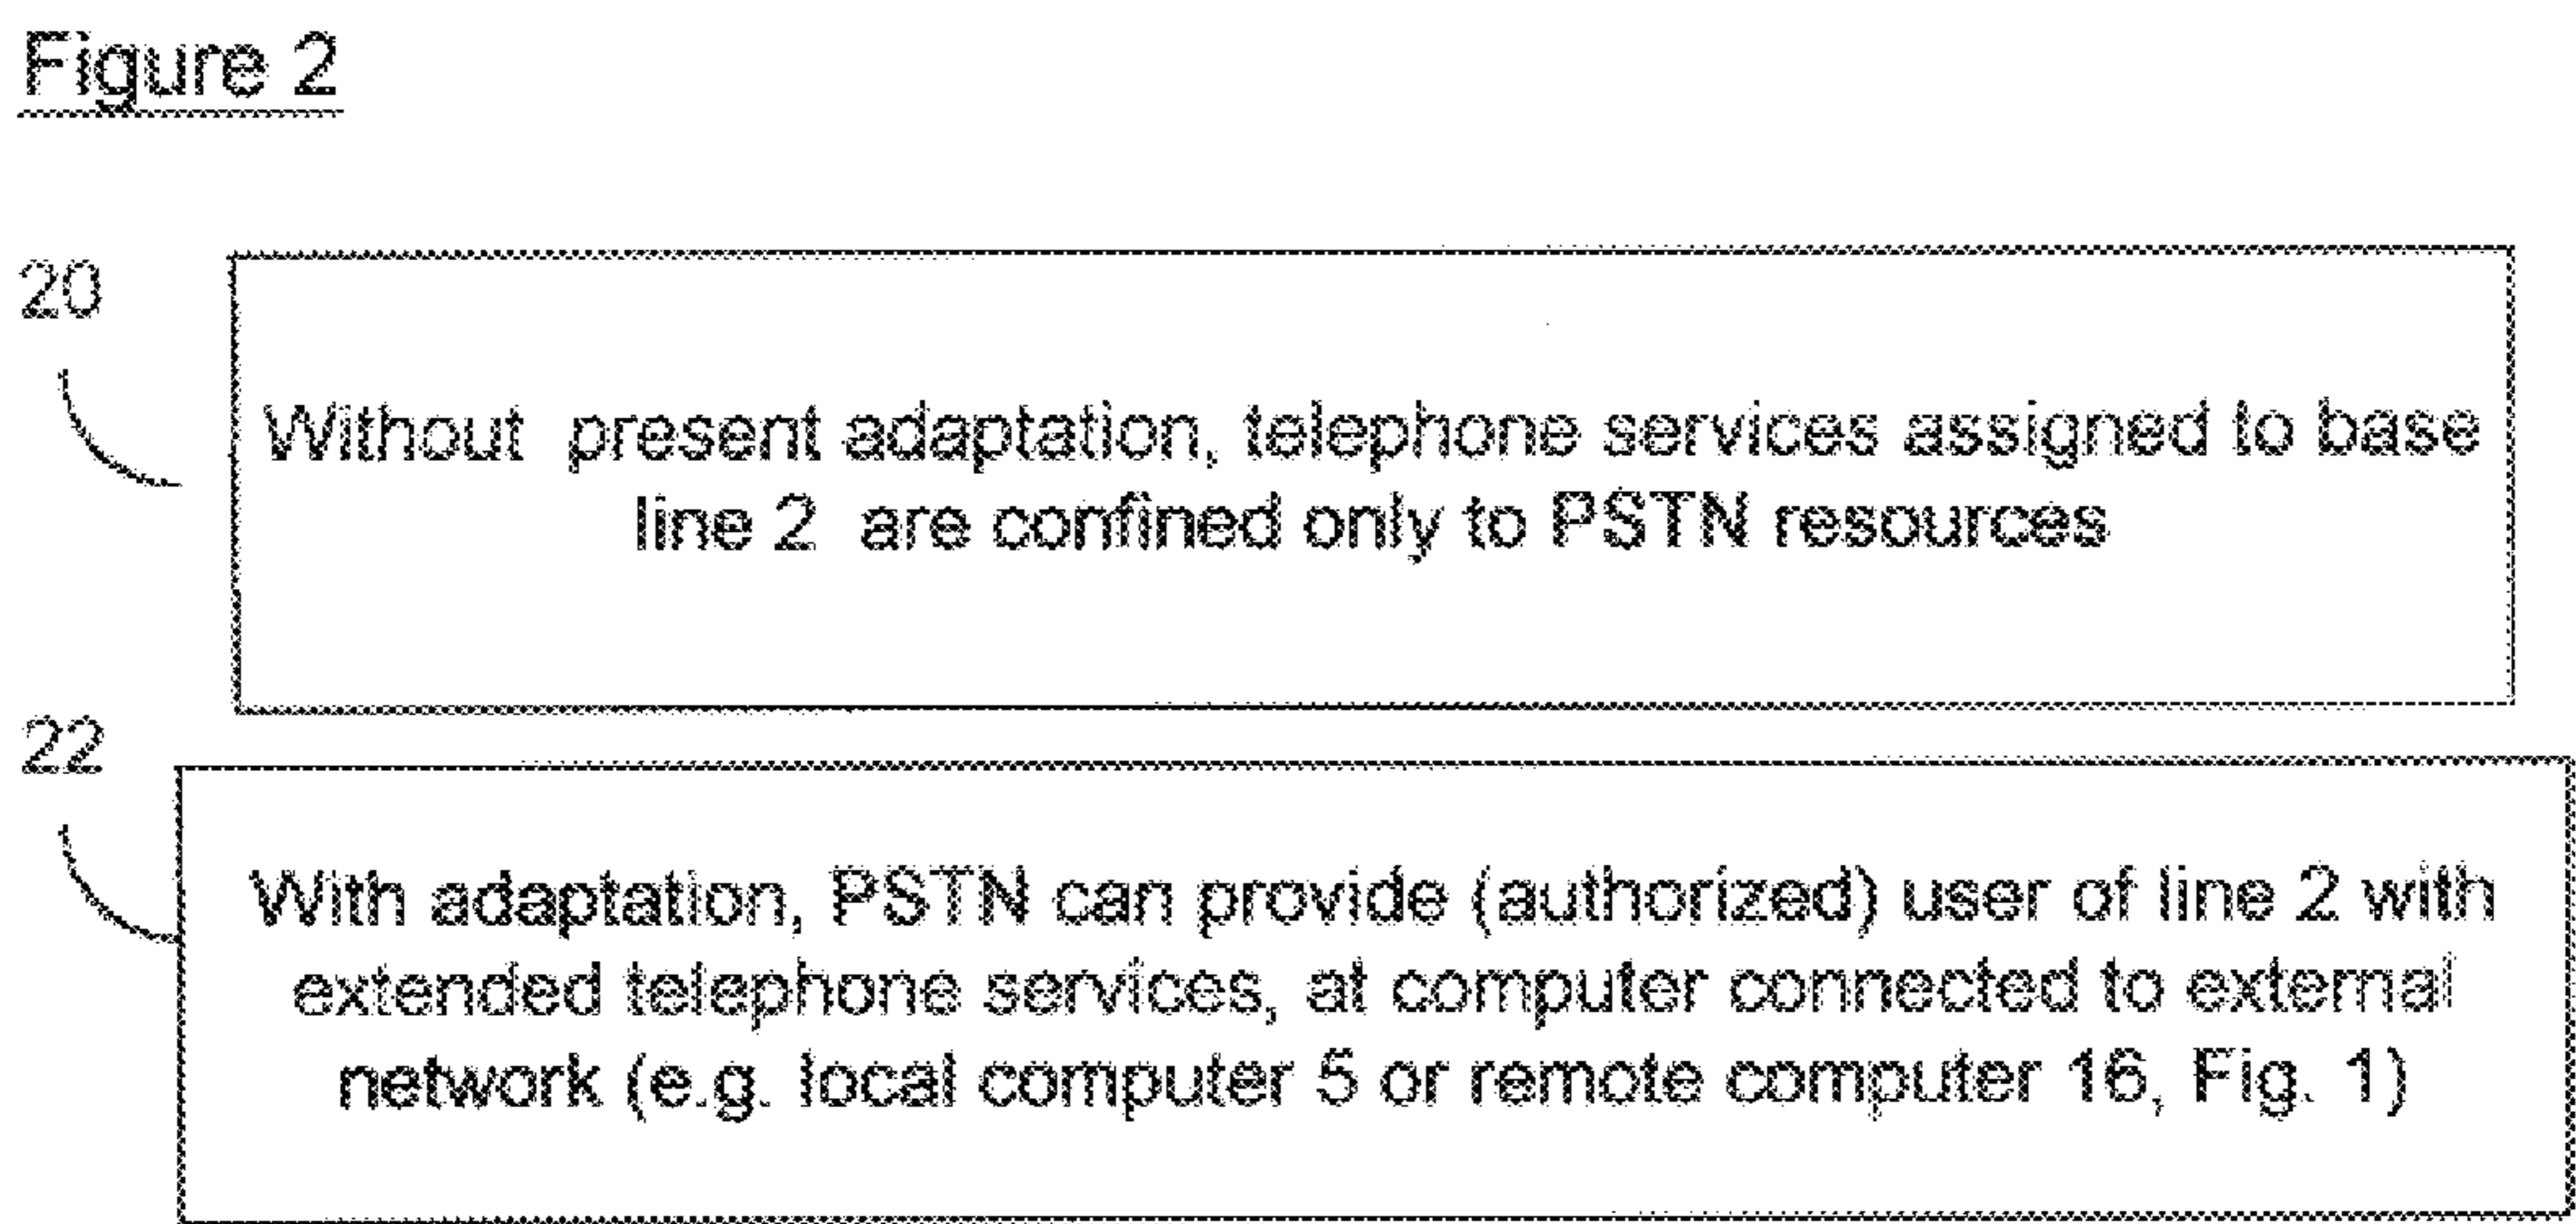 Figure 2
20
Without present adaptation, telephone services assigned to base
line 2 are confined only to PSTN resources
22
With adaptation, PSTN can provide (authorized) user of line 2 with
extended telephone services, at computer connected to external
network (e.g. local computer 5 or remote computer 16, Fig. 1)